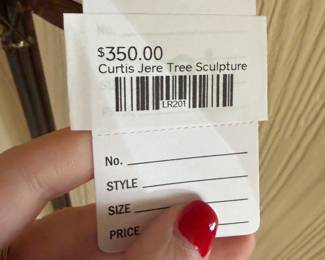 $350.00
Curtis Jere Tree Sculpture
LR201
No.
STYLE
SIZE
PRICE